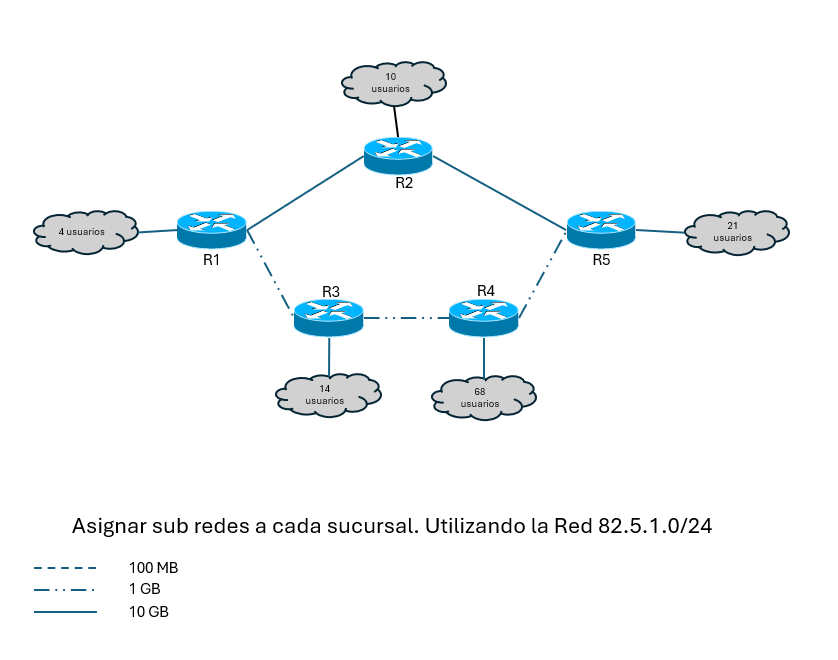 10
usuarios
R2
4 usuarios
R1
21
usuarios
R5
R3
R4
14
usuarios
68
usuarios
Asignar sub redes a cada sucursal. Utilizando la Red 82.5.1.0/24
100 MB
1 GB
10 GB